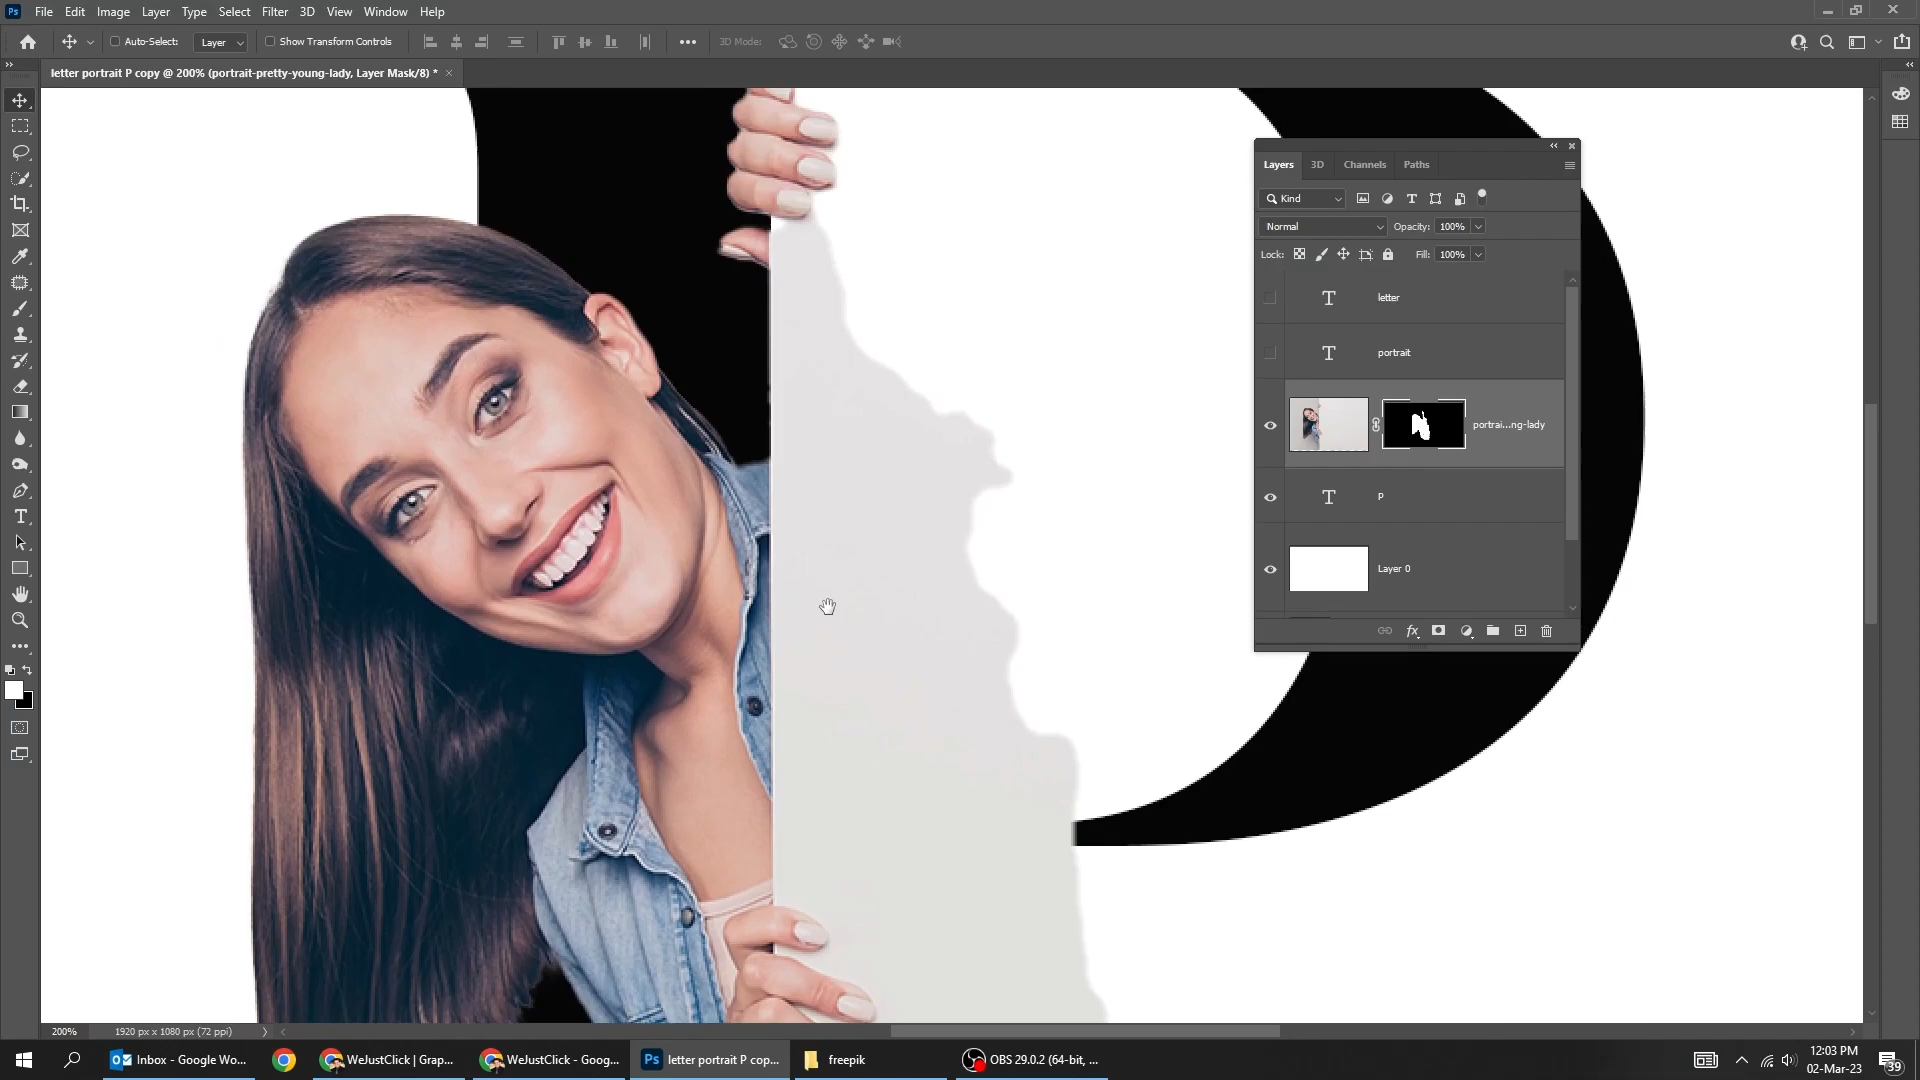 Ps File Edit Image Layer Type Select Filter 3D View Window Help
Auto-Select: Layer Show Transform Controls 3D Mode:
letter portrait P copy @ 200% (portrait-pretty-young-lady, Layer Mask/8) *
Layers 3D Channels Paths
Kind
Normal Opacity: 100%
Lock: Fill: 100%
T letter
T portrait
portrai...ng-lady
T P
Layer 0
fx
200% 1920 px x 1080 px (72 ppi)
Inbox - Google Wo... WeJustClick | Grap... WeJustClick - Goog... Ps letter portrait P cop... freepik OBS 29.0.2 (64-bit, ...
12:03 PM
02-Mar-23
39